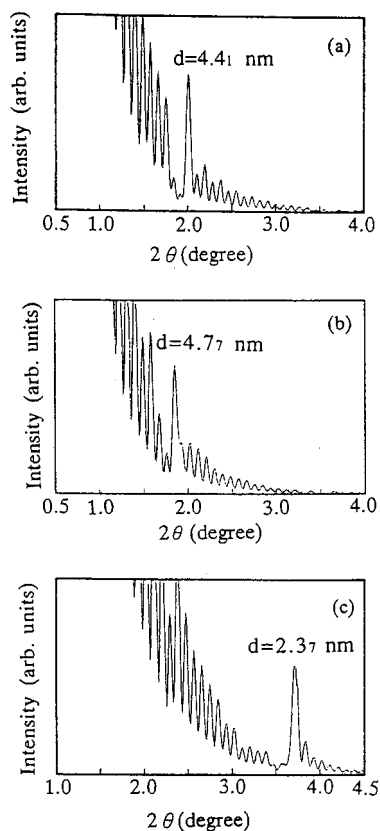 (a)
d=4.41 nm
Intensity (arb. units)
0.5 1.0 2.0 3.0 4.0
2 θ (degree)
(b)
d=4.77 nm
Intensity (arb. units)
0.5 1.0 2.0 3.0 4.0
2θ (degree)
(c)
d=2.37 nm
Intensity (arb. units)
1.0 2.0 3.0 4.0 4.5
2 θ (degree)